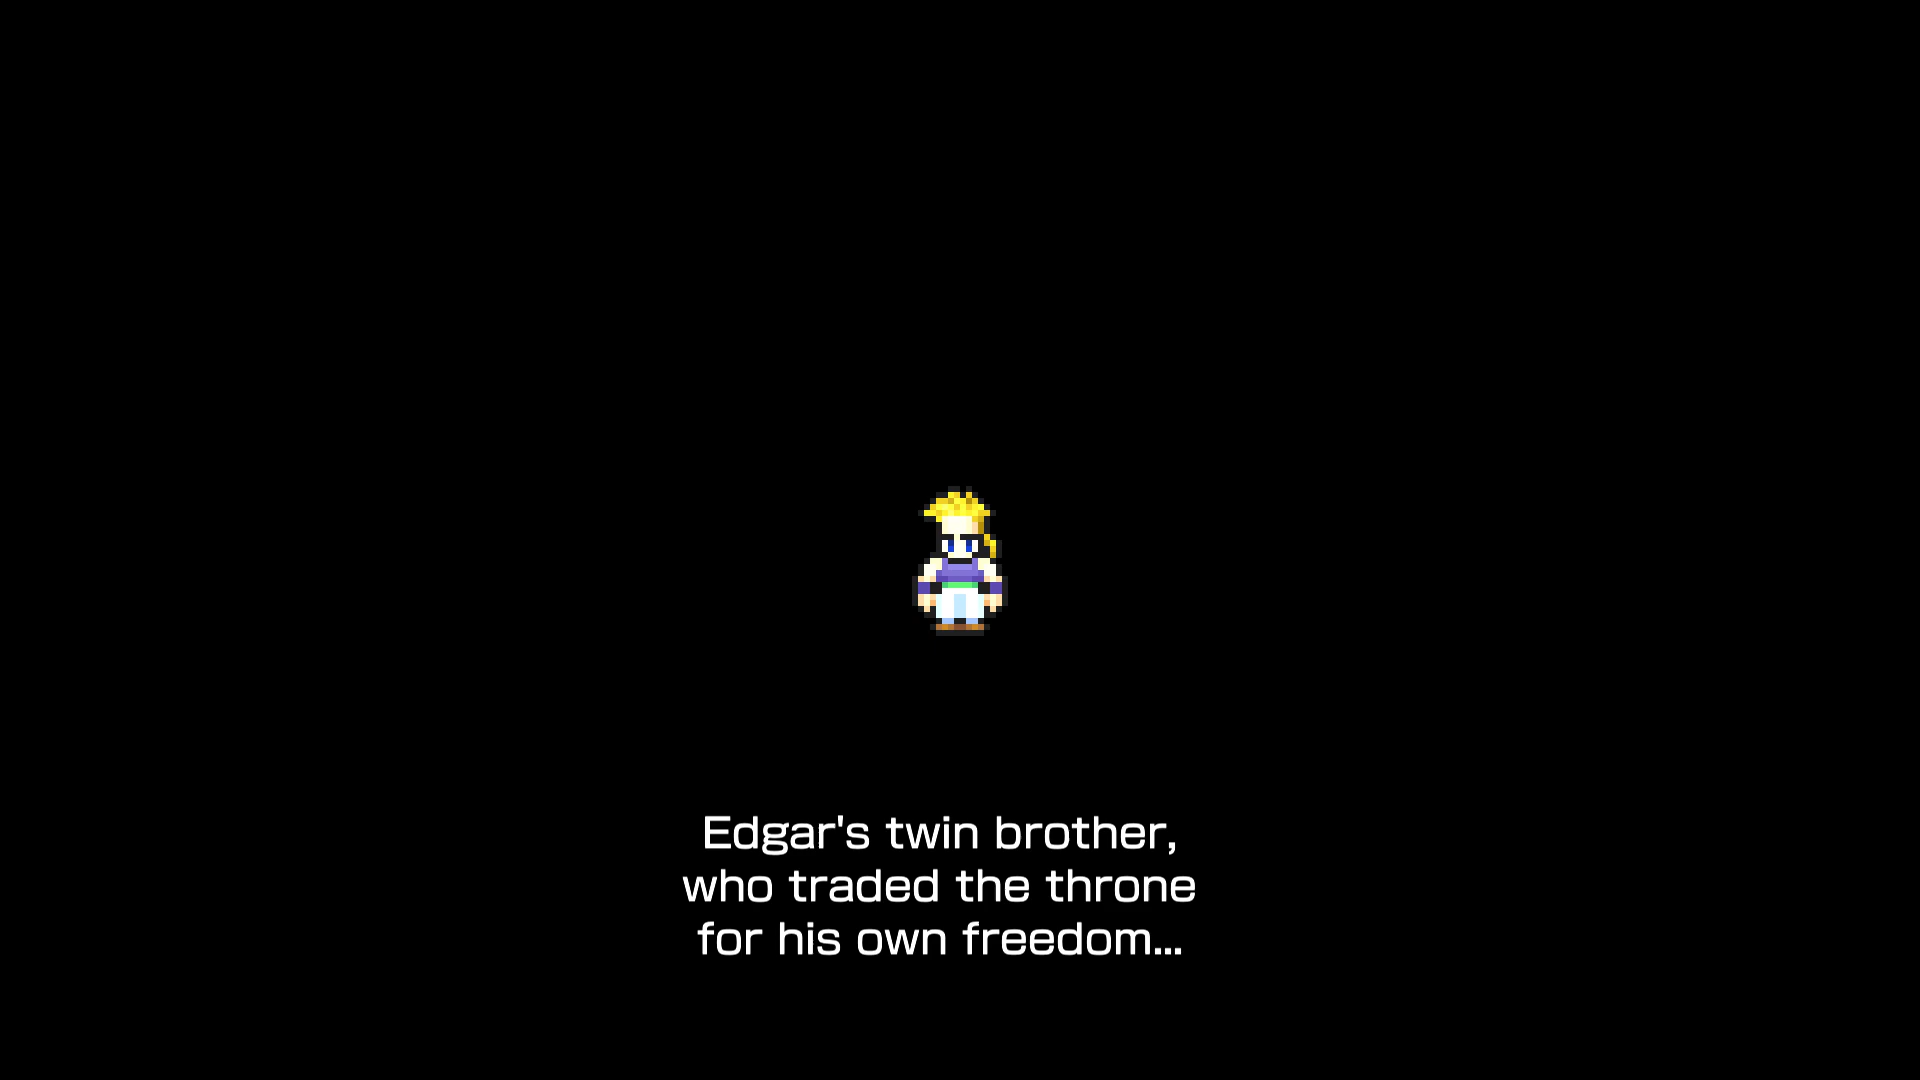 Edgar's twin brother,
who traded the throne
for his own freedom...